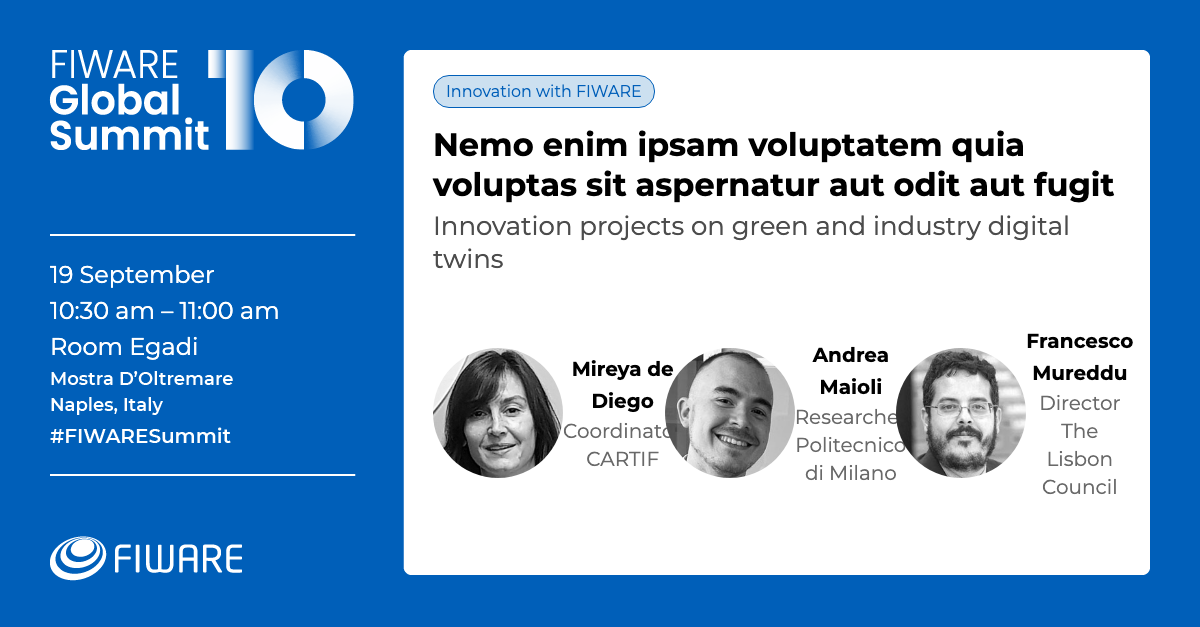 FIWARE
Global
Summit
10
19 September
10:30 am – 11:00 am
Room Egadi
Mostra D’Oltremare
Naples, Italy
#FIWARESummit
FIWARE
Innovation with FIWARE
Nemo enim ipsam voluptatem quia
voluptas sit aspernatur aut odit aut fugit
Innovation projects on green and industry digital
twins
Mireya de
Diego
Coordinato
CARTIF
Andrea
Maioli
Researche
Politecnico
di Milano
Francesco
Mureddu
Director
The
Lisbon
Council